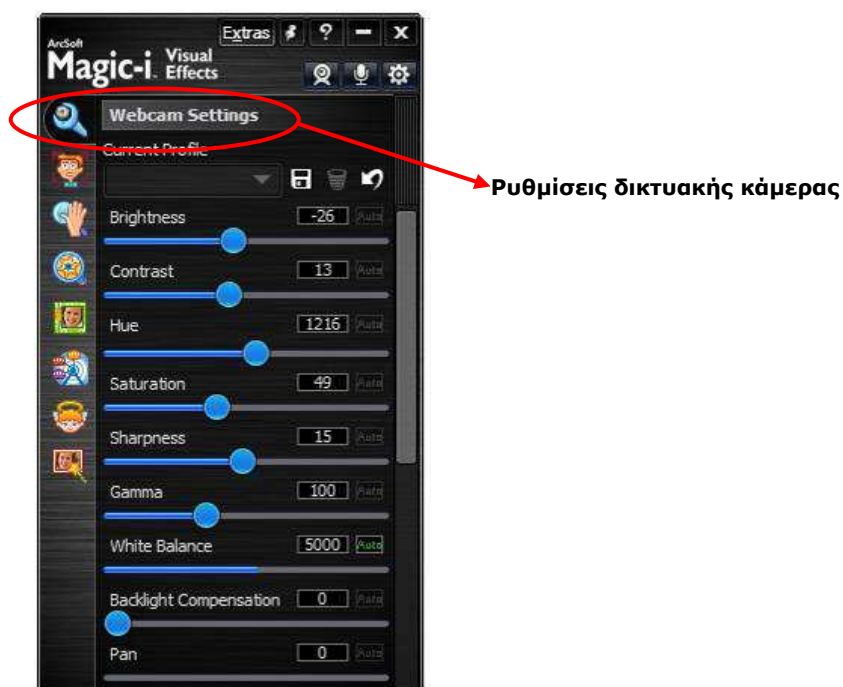 Extras ?
ArcSoft
Magic-i. Visual
Effects
Webcam Settings
Current Profile
Ρυθμίσεις δικτυακής κάμερας
Brightness -26 Auto
Contrast 13 Auto
Hue 1216 Auto
Saturation 49 Auto
Sharpness 15 Auto
Gamma 100 Auto
White Balance 5000 Auto
Backlight Compensation 0 Auto
Pan 0 Auto